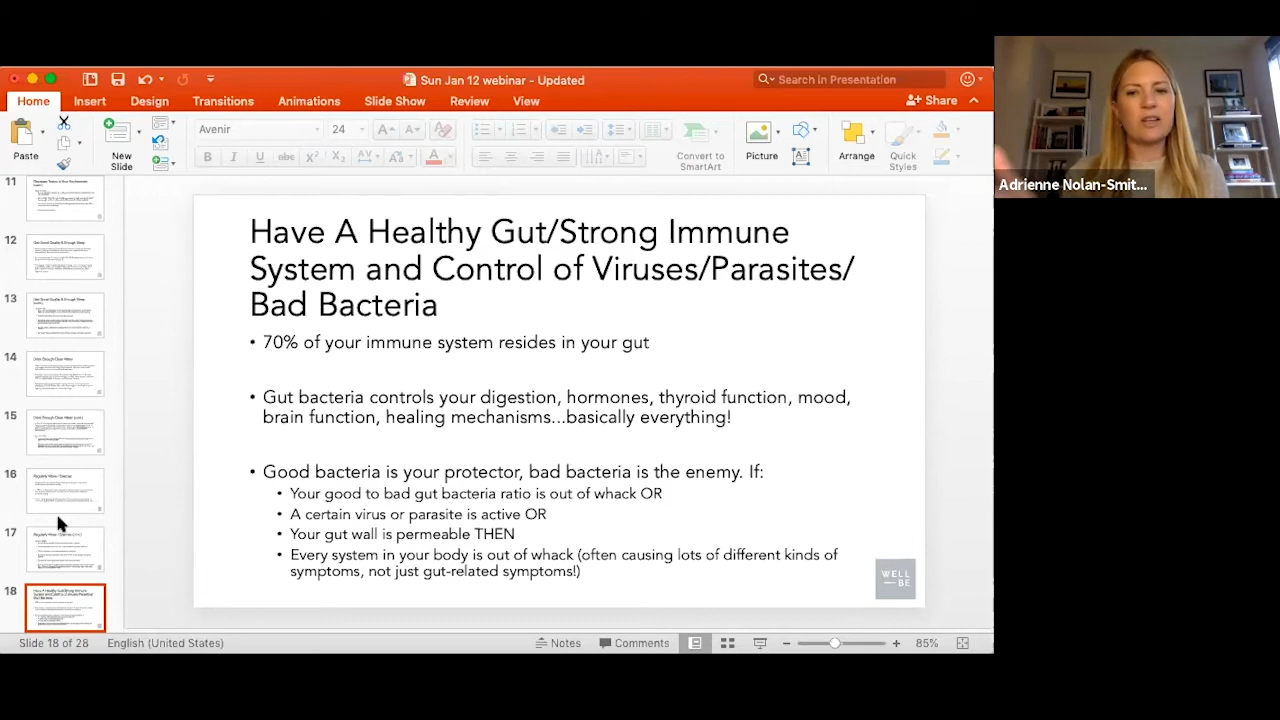 Sun Jan 12 webinar - Updated
Search in Presentation
Home Insert Design Transitions Animations Slide Show Review View
Share
Paste
New Slide
Avenir 24
Convert to SmartArt
Picture
Arrange
Quick Styles
Adrienne Nolan-Smit...
11
12
13
14
15
16
17
18
Have A Healthy Gut/Strong Immune
System and Control of Viruses/Parasites/
Bad Bacteria
• 70% of your immune system resides in your gut
• Gut bacteria controls your digestion, hormones, thyroid function, mood,
brain function, healing mechanisms...basically everything!
• Good bacteria is your protector, bad bacteria is the enemy. If:
• Your good to bad gut bacteria ratio is out of whack OR
• A certain virus or parasite is active OR
• Your gut wall is permeable THEN
• Every system in your body is out of whack (often causing lots of different kinds of
symptoms, not just gut-related symptoms!)
WELL
BE
Slide 18 of 28 English (United States)
Notes Comments 85%